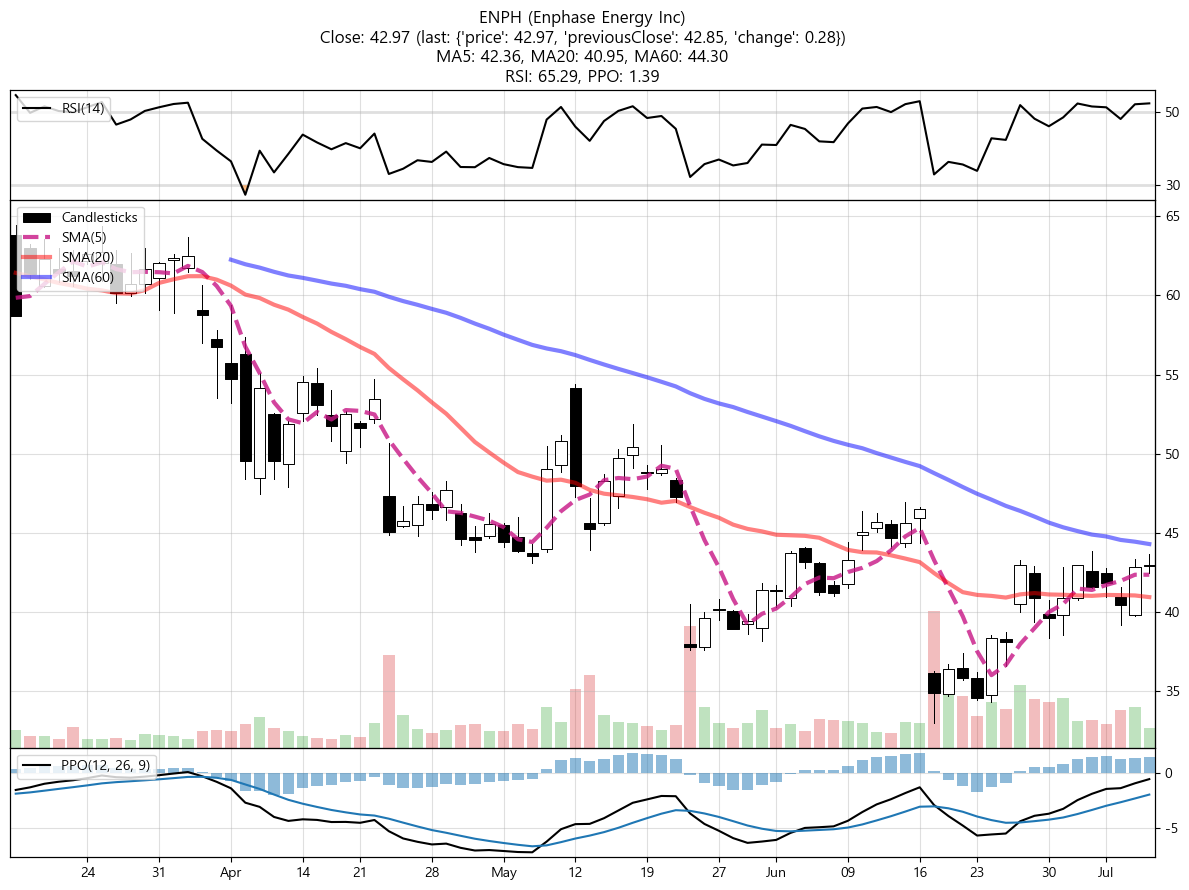 ENPH (Enphase Energy Inc)
Close: 42.97 (last: {'price': 42.97, 'previousClose': 42.85, 'change': 0.28})
MA5: 42.36, MA20: 40.95, MA60: 44.30
RSI: 65.29, PPO: 1.39
RSI(14)
50
30
Candlesticks
SMA(5)
SMA(20)
SMA(60)
65
60
55
50
45
40
35
PPO(12, 26, 9)
0
-5
24 31 Apr 14 21 28 May 12 19 27 Jun 09 16 23 30 Jul